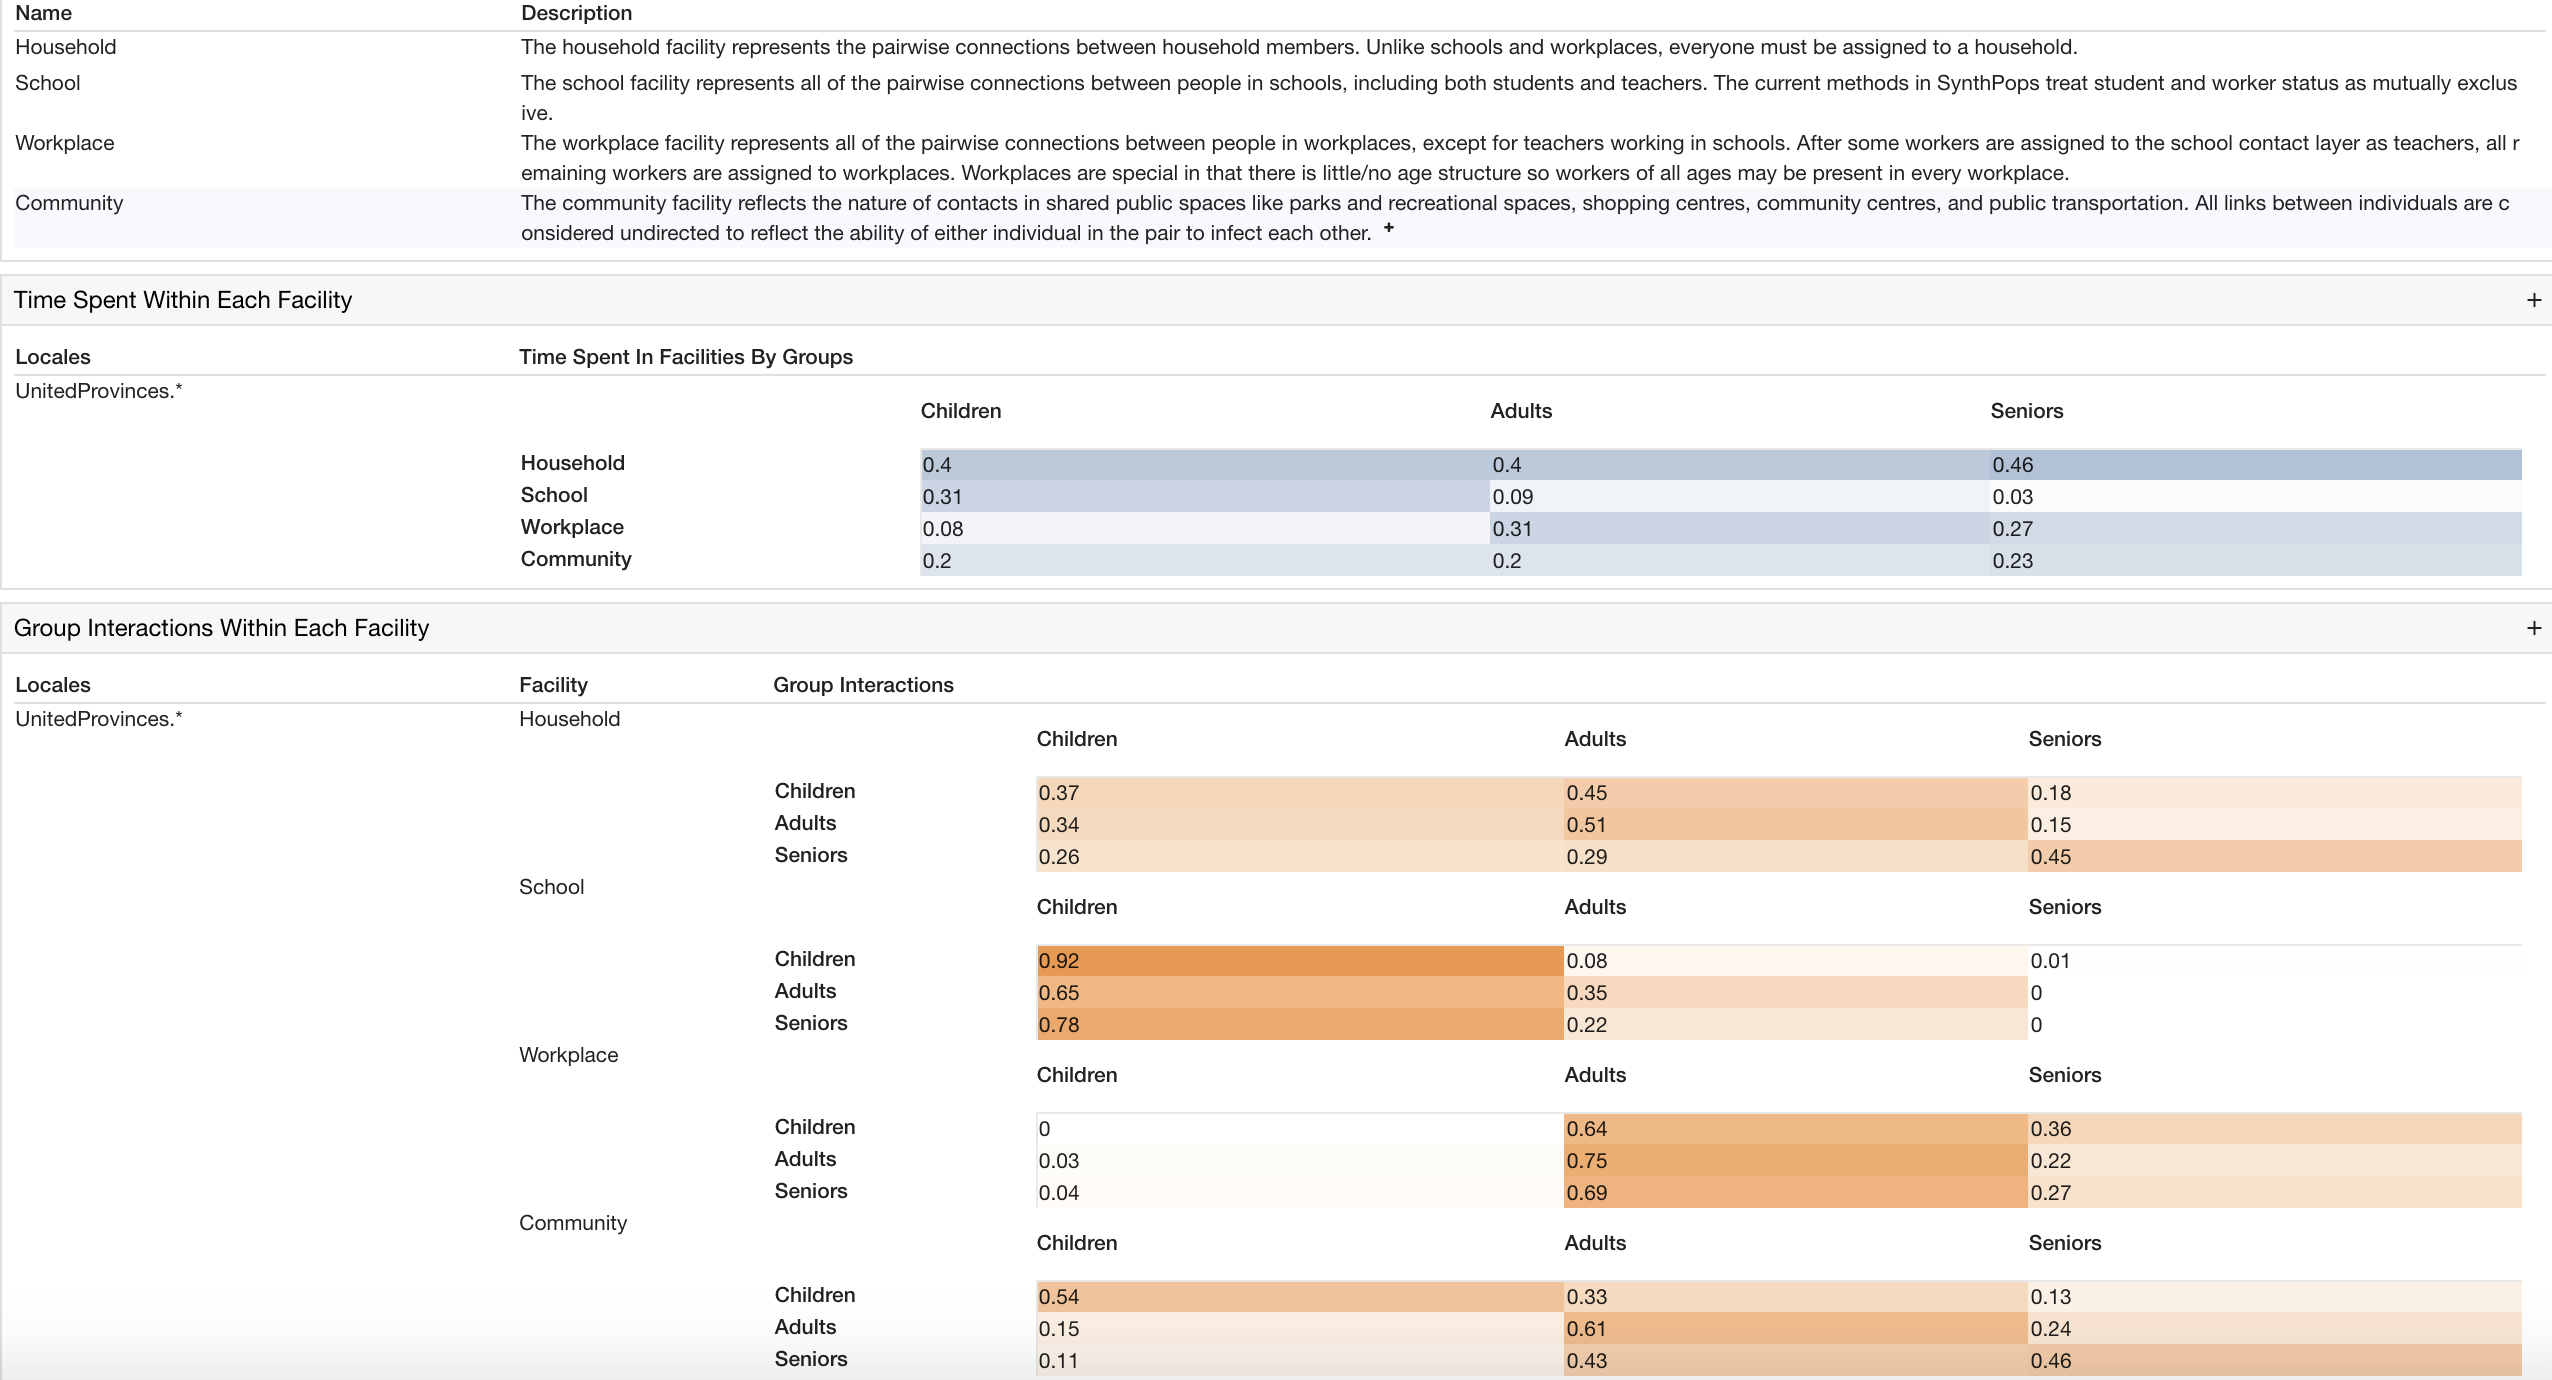 Name Description
Household The household facility represents the pairwise connections between household members. Unlike schools and workplaces, everyone must be assigned to a household.
School The school facility represents all of the pairwise connections between people in schools, including both students and teachers. The current methods in SynthPops treat student and worker status as mutually exclus
ive.
Workplace The workplace facility represents all of the pairwise connections between people in workplaces, except for teachers working in schools. After some workers are assigned to the school contact layer as teachers, all r
emaining workers are assigned to workplaces. Workplaces are special in that there is little/no age structure so workers of all ages may be present in every workplace.
Community The community facility reflects the nature of contacts in shared public spaces like parks and recreational spaces, shopping centres, community centres, and public transportation. All links between individuals are c
onsidered undirected to reflect the ability of either individual in the pair to infect each other. +
Time Spent Within Each Facility +
Locales Time Spent In Facilities By Groups
UnitedProvinces.*
Children Adults Seniors
Household 0.4 0.4 0.46
School 0.31 0.09 0.03
Workplace 0.08 0.31 0.27
Community 0.2 0.2 0.23
Group Interactions Within Each Facility +
Locales Facility Group Interactions
UnitedProvinces.* Household
Children Adults Seniors
Children 0.37 0.45 0.18
Adults 0.34 0.51 0.15
Seniors 0.26 0.29 0.45
School
Children Adults Seniors
Children 0.92 0.08 0.01
Adults 0.65 0.35 0
Seniors 0.78 0.22 0
Workplace
Children Adults Seniors
Children 0 0.64 0.36
Adults 0.03 0.75 0.22
Seniors 0.04 0.69 0.27
Community
Children Adults Seniors
Children 0.54 0.33 0.13
Adults 0.15 0.61 0.24
Seniors 0.11 0.43 0.46